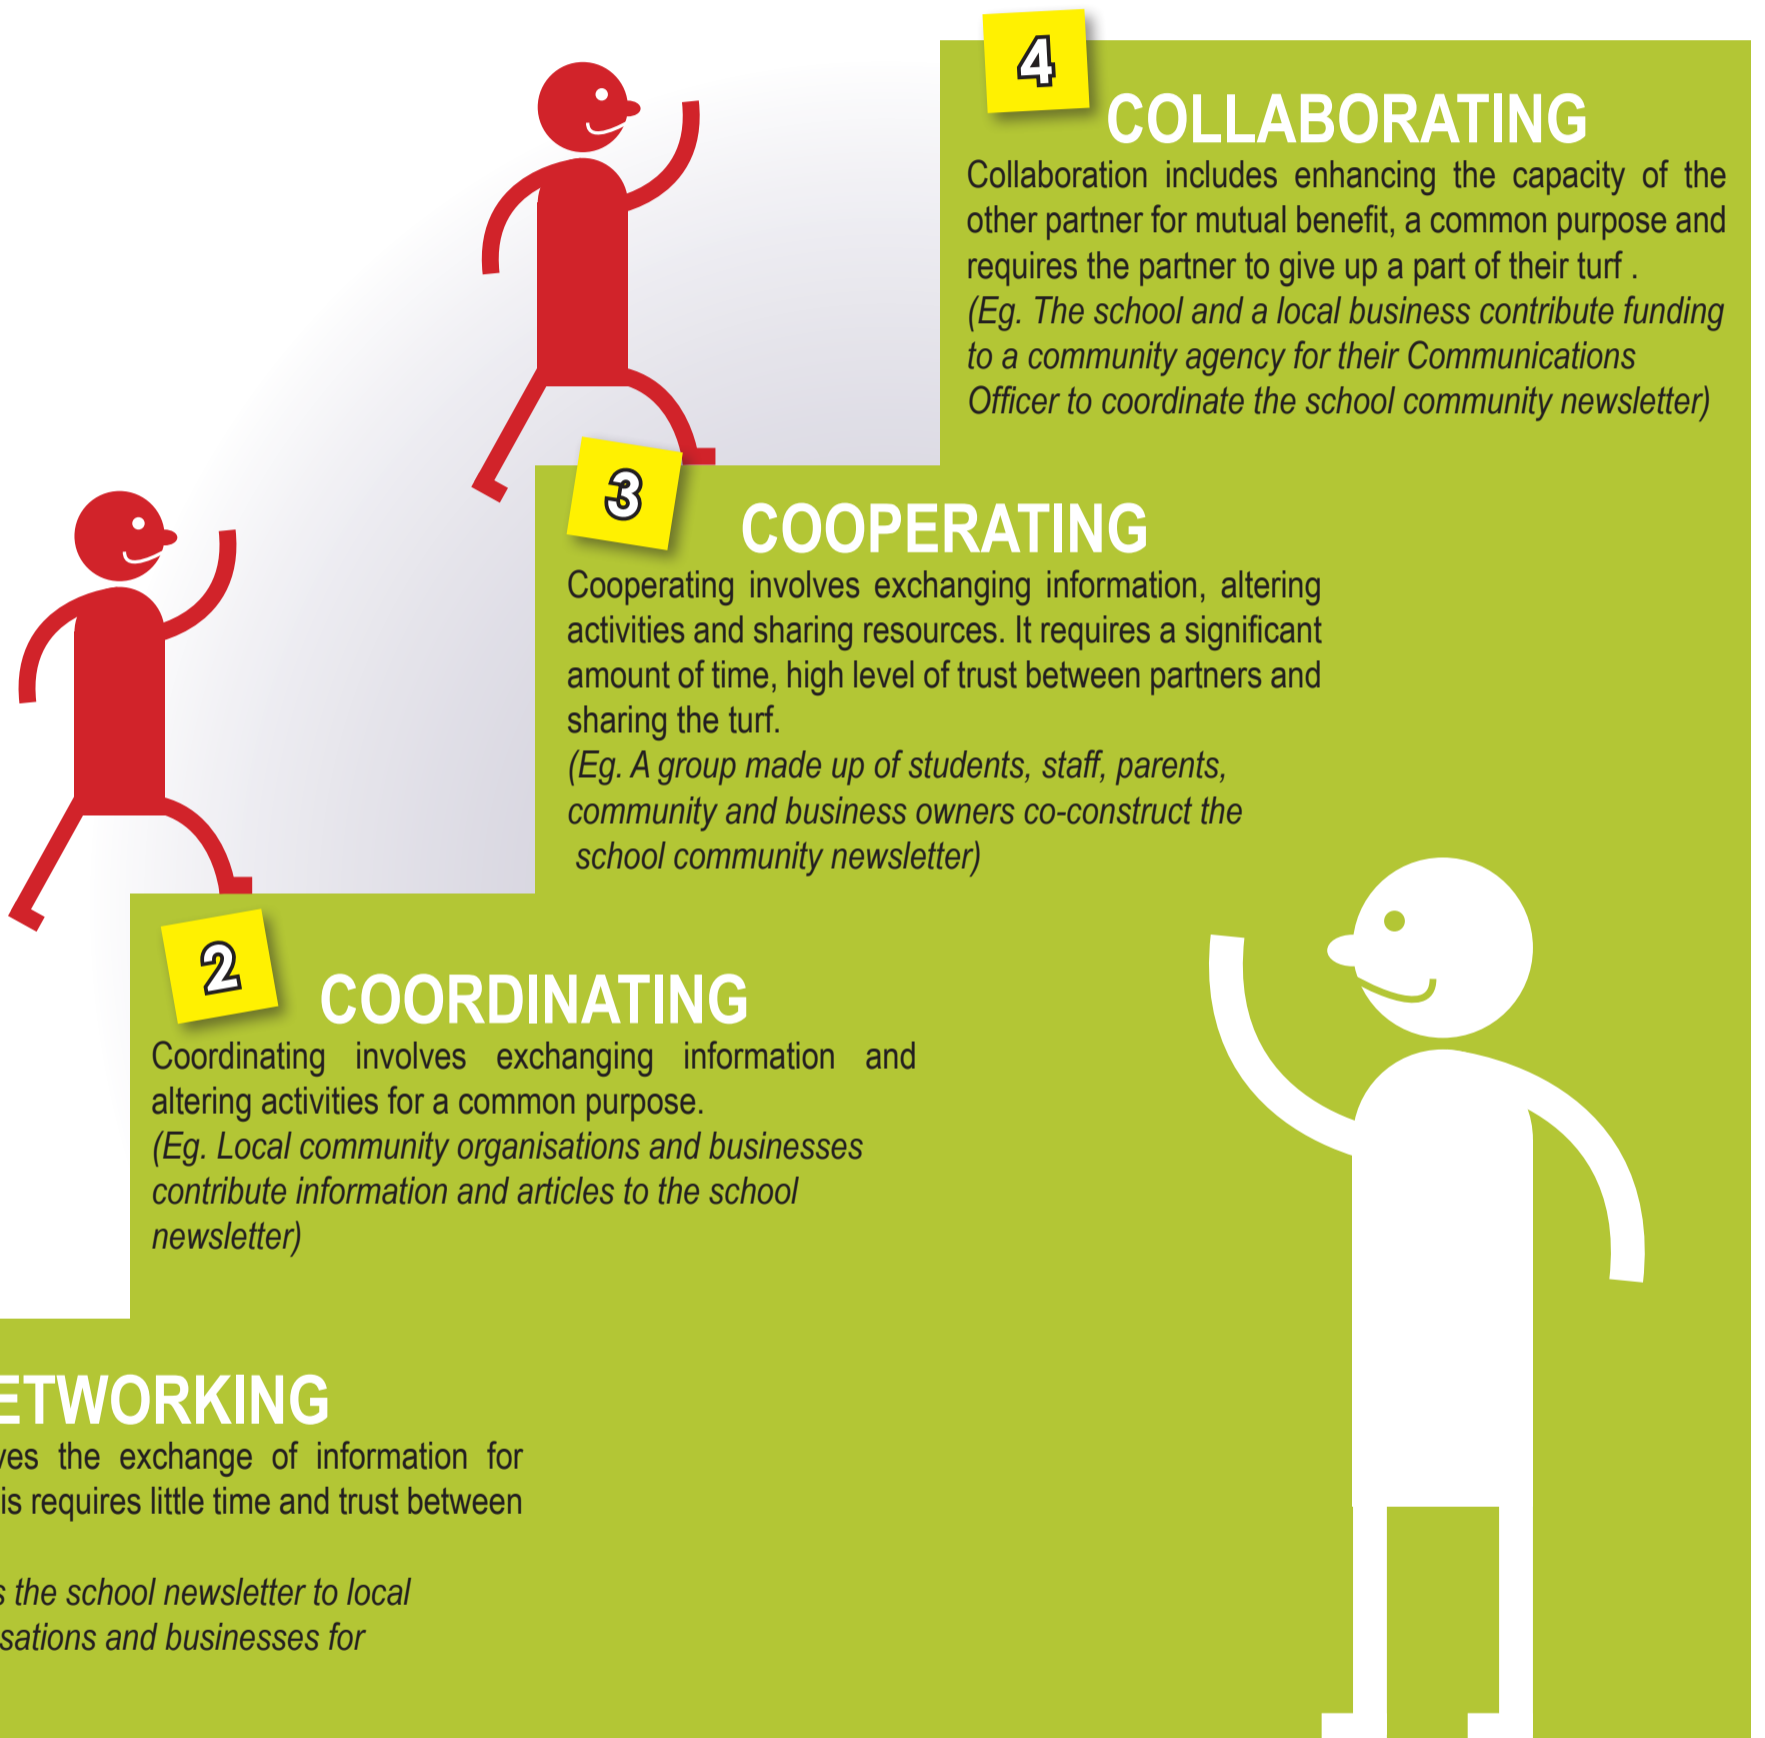 4
COLLABORATING
Collaboration includes enhancing the capacity of the
other partner for mutual benefit, a common purpose and
requires the partner to give up a part of their turf .
(Eg. The school and a local business contribute funding
to a community agency for their Communications
Officer to coordinate the school community newsletter)
3
COOPERATING
Cooperating involves exchanging information, altering
activities and sharing resources. It requires a significant
amount of time, high level of trust between partners and
sharing the turf.
(Eg. A group made up of students, staff, parents,
community and business owners co-construct the
school community newsletter)
2
COORDINATING
Coordinating involves exchanging information and
altering activities for a common purpose.
(Eg. Local community organisations and businesses
contribute information and articles to the school
newsletter)
ETWORKING
ves the exchange of information for
is requires little time and trust between
s the school newsletter to local
sations and businesses for